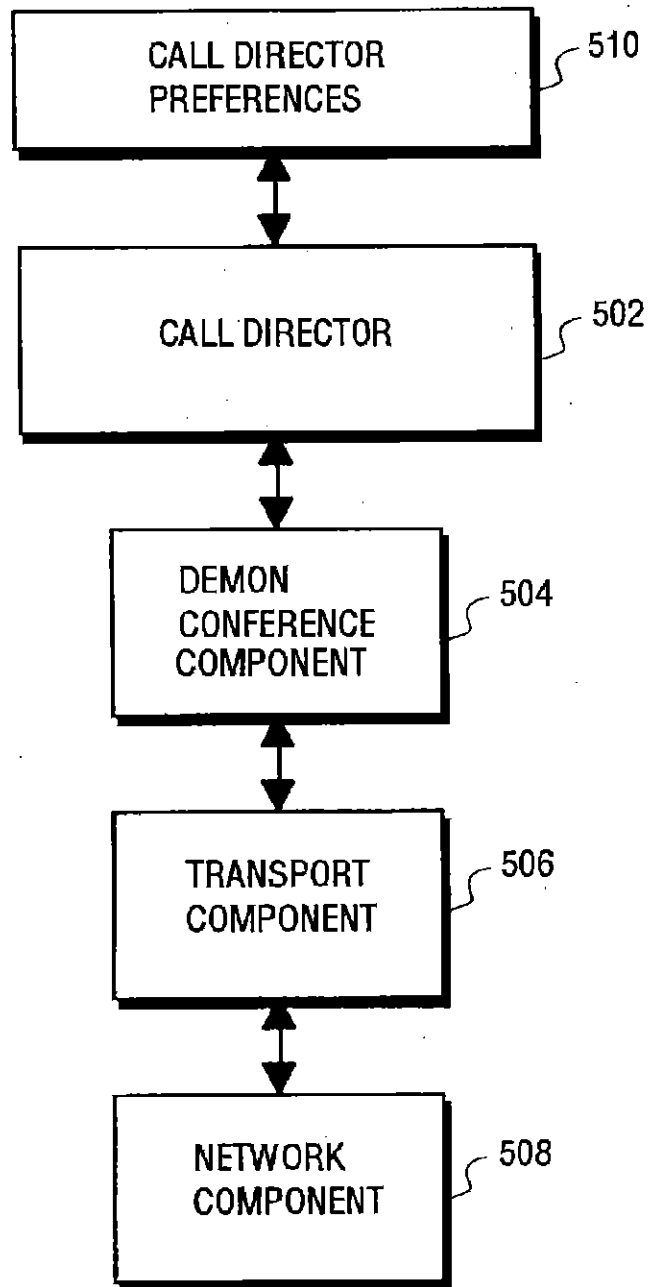 CALL DIRECTOR
PREFERENCES
510
CALL DIRECTOR
502
DEMON
CONFERENCE
COMPONENT
504
TRANSPORT
COMPONENT
506
NETWORK
COMPONENT
508